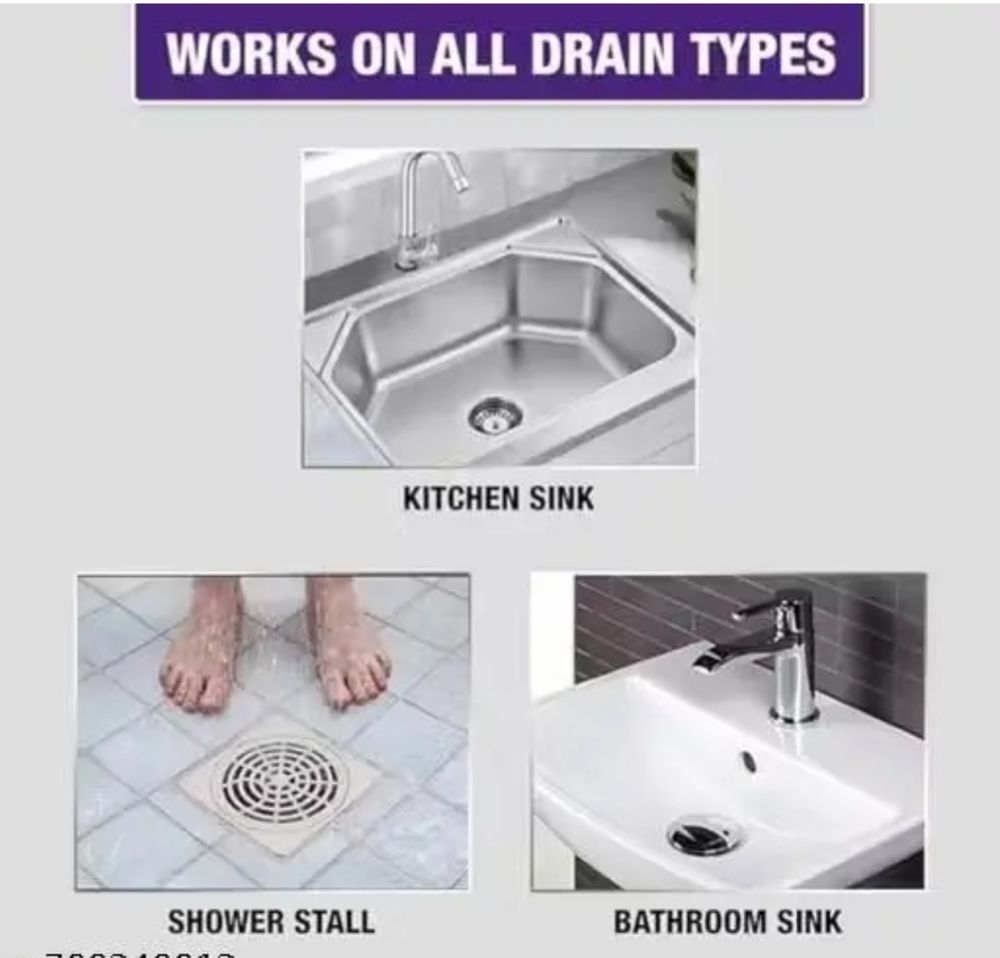 WORKS ON ALL DRAIN TYPES
KITCHEN SINK
SHOWER STALL
BATHROOM SINK